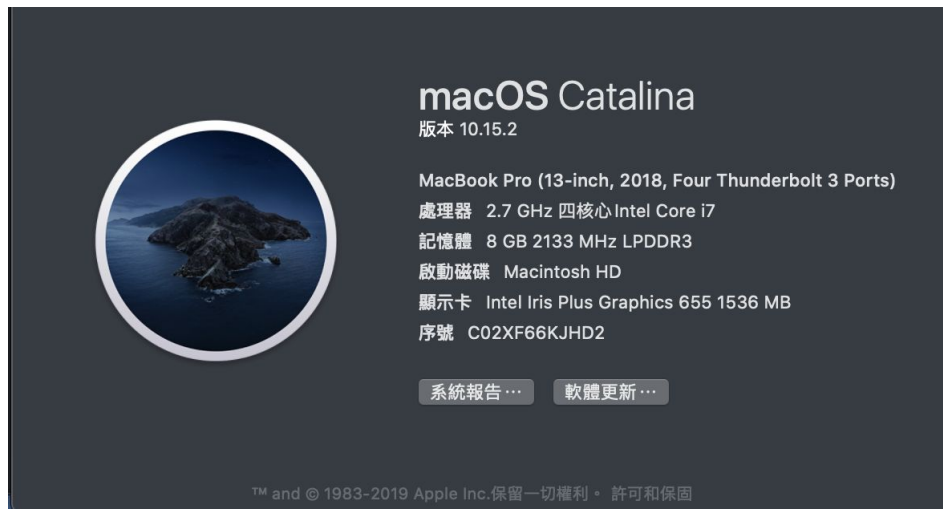 macOS Catalina
版本 10.15.2
MacBook Pro (13-inch, 2018, Four Thunderbolt 3 Ports)
處理器 2.7 GHz 四核心Intel Core i7
記憶體 8 GB 2133 MHz LPDDR3
啟動磁碟 Macintosh HD
顯示卡 Intel Iris Plus Graphics 655 1536 MB
序號 C02XF66KJHD2
系統報告⋯ 軟體更新⋯
™ and © 1983-2019 Apple Inc.保留一切權利。 許可和保固